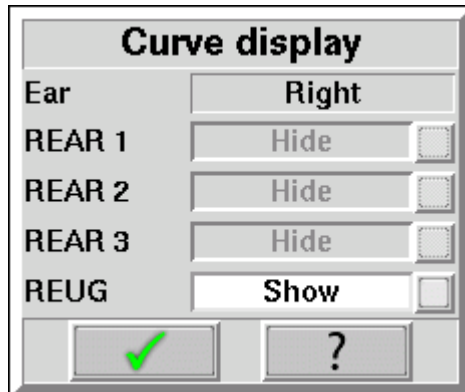 Curve display
Ear Right
REAR 1 Hide
REAR 2 Hide
REAR 3 Hide
REUG Show
?